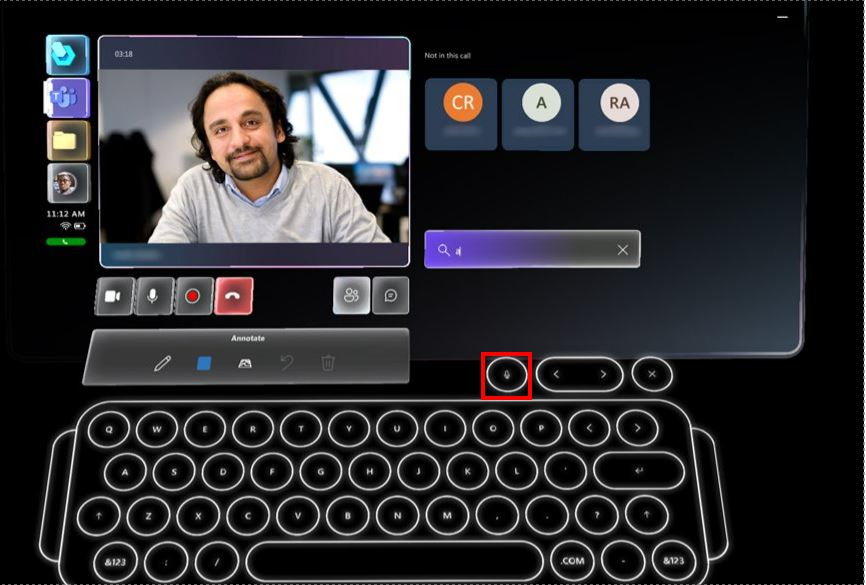 03:18
Not in this call
CR
A
RA
11:12 AM
a
Annotate
Q W E R T Y U I O P < >
A S D F G H J K L '
Z X C V B N M , . ?
&123 ; / .COM - &123